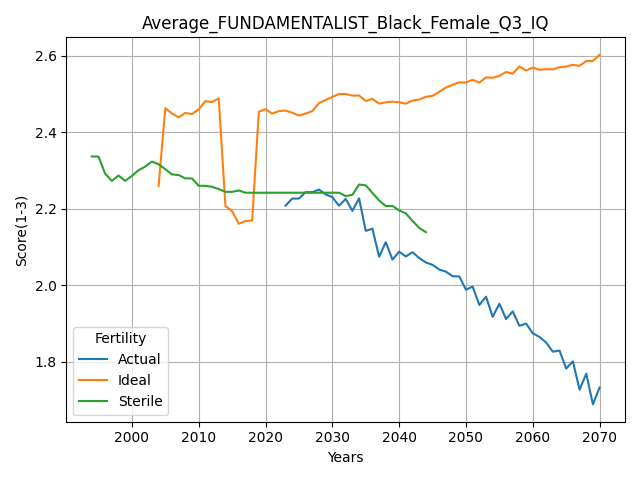 Average_FUNDAMENTALIST_Black_Female_Q3_IQ
Score(1-3)
2.6
2.4
2.2
2.0
1.8
Fertility
Actual
Ideal
Sterile
2000 2010 2020 2030 2040 2050 2060 2070
Years